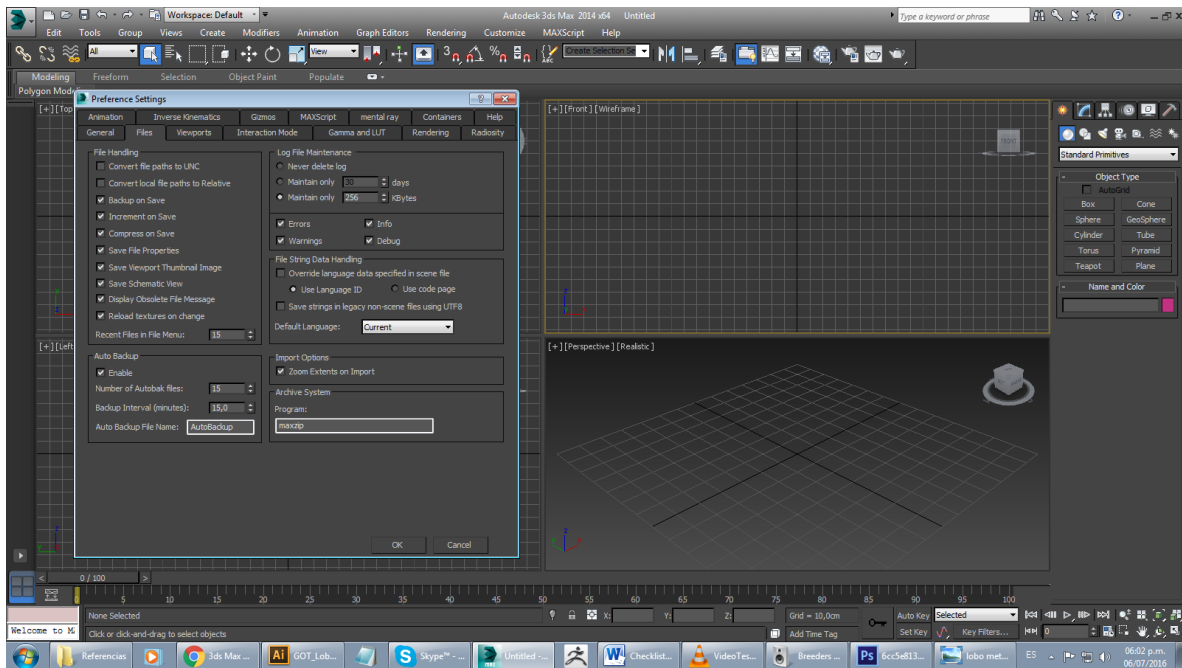 Workspace: Default
Autodesk 3ds Max 2014 x64 Untitled
Type a keyword or phrase
Edit Tools Group Views Create Modifiers Animation Graph Editors Rendering Customize MAXScript Help
All
View
Create Selection Se
Modeling Freeform Selection Object Paint Populate
Polygon Mode
[+][Top
Preference Settings
Animation Inverse Kinematics Gizmos MAXScript mental ray Containers Help
General Files Viewports Interaction Mode Gamma and LUT Rendering Radiosity
File Handling
Convert file paths to UNC
Convert local file paths to Relative
Backup on Save
Increment on Save
Compress on Save
Save File Properties
Save Viewport Thumbnail Image
Save Schematic View
Display Obsolete File Message
Reload textures on change
Recent Files in File Menu: 15
Auto Backup
Enable
Number of Autobak files: 15
Backup Interval (minutes): 15,0
Auto Backup File Name: AutoBackup
Log File Maintenance
Never delete log
Maintain only 30 days
Maintain only 256 KBytes
Errors Info
Warnings Debug
File String Data Handling
Override language data specified in scene file
Use Language ID Use code page
Save strings in legacy non-scene files using UTF8
Default Language: Current
Import Options
Zoom Extents on Import
Archive System
Program:
maxzip
OK Cancel
[+][Left
[+][Front][Wireframe]
FRONT
[+][Perspective][Realistic]
Standard Primitives
Object Type
AutoGrid
Box Cone
Sphere GeoSphere
Cylinder Tube
Torus Pyramid
Teapot Plane
Name and Color
0 / 100
0 5 10 15 20 25 30 35 40 45 50 55 60 65 70 75 80 85 90 95 100
None Selected
X: Y: Z: Grid = 10,0cm
Auto Key Selected
Welcome to M
Click or click-and-drag to select objects
Add Time Tag
Set Key Key Filters...
0
Referencias
3ds Max ...
GOT_Lob...
Skype™ - ...
Untitled -...
Checklist...
VideoTes...
Breeders ...
6cc5e813...
lobo met...
ES
06:02 p.m.
06/07/2016